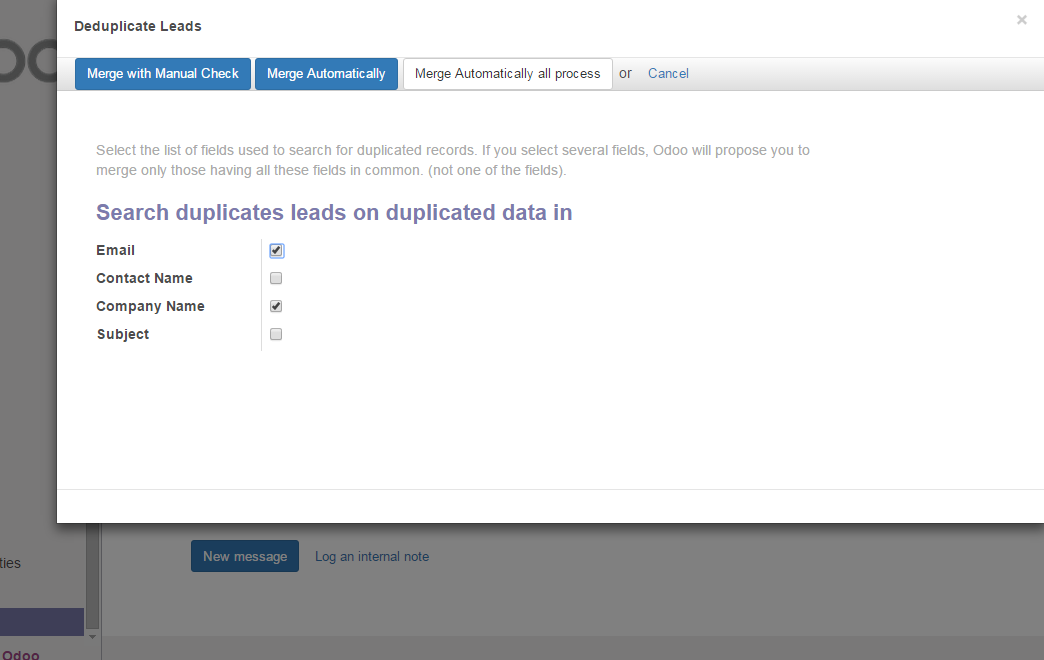 Deduplicate Leads ×
Merge with Manual Check Merge Automatically Merge Automatically all process or Cancel
Select the list of fields used to search for duplicated records. If you select several fields, Odoo will propose you to
merge only those having all these fields in common. (not one of the fields).
Search duplicates leads on duplicated data in
Email
Contact Name
Company Name
Subject
New message Log an internal note
ties
Odoo